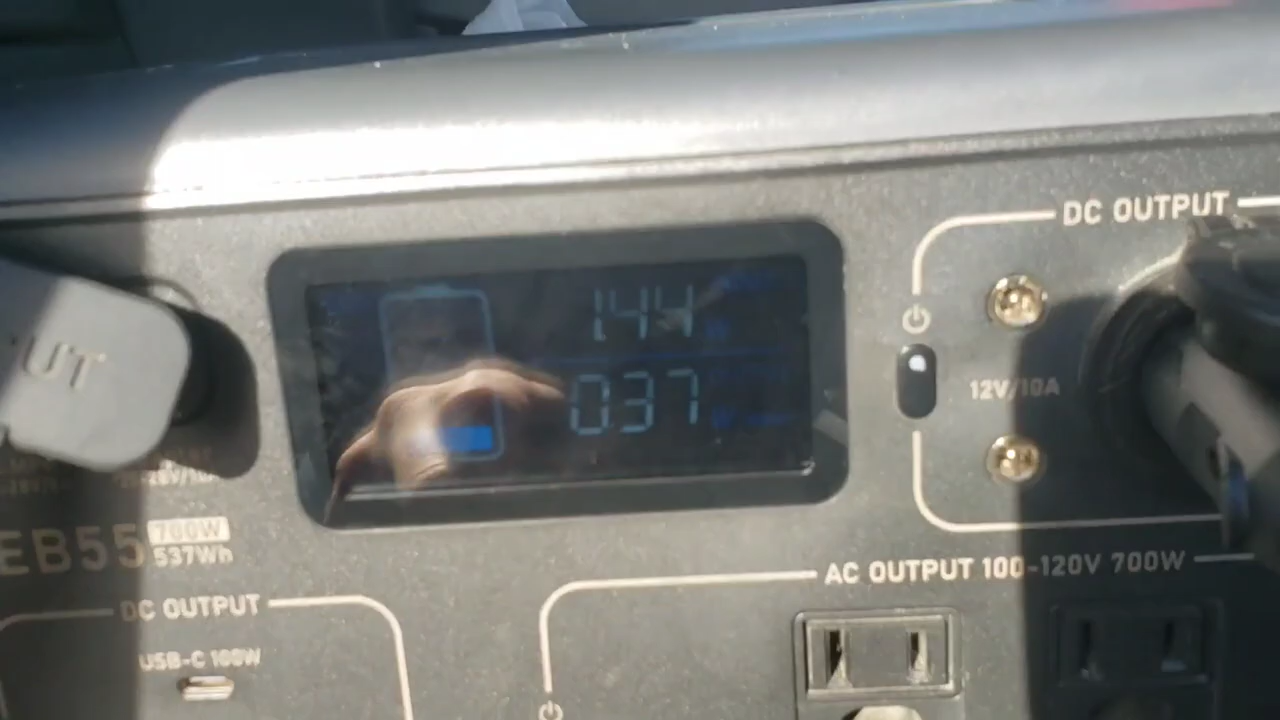 DC OUTPUT
144
037
UT
12V/10A
EB55
700W
537Wh
AC OUTPUT 100-120V 700W
DC OUTPUT
USB-C 100W